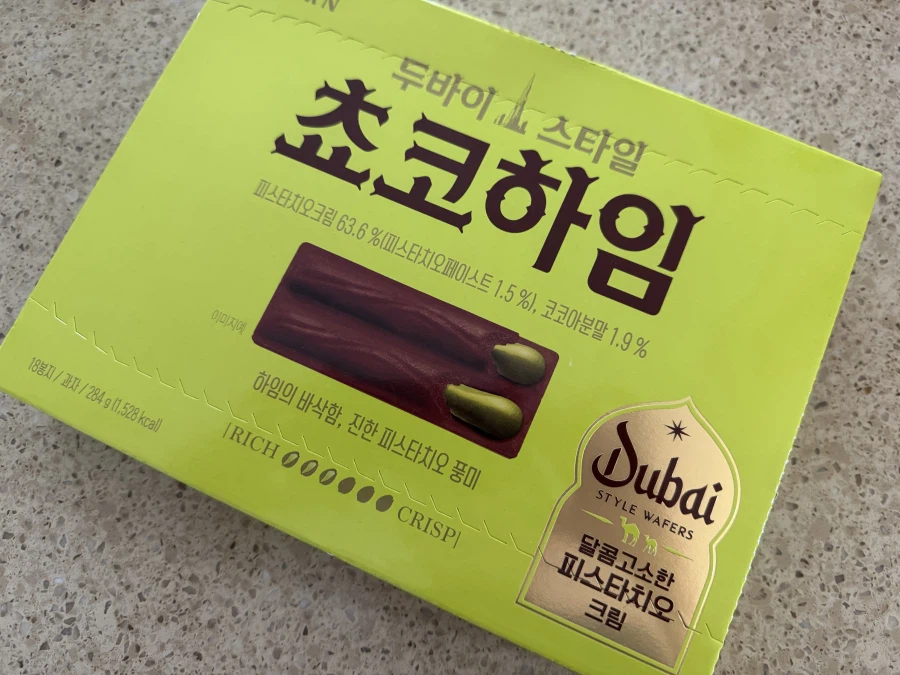 두바이 스타일
쵸코하임
피스타치오크림 63.6 %(피스타치오페이스트 1.5 %), 코코아분말 1.9 %
이미지예
하임의 바삭함, 진한 피스타치오 풍미
18봉지 / 과자 / 284 g (1,528 kcal)
RICH CRISP
Dubai
STYLE WAFERS
달콤고소한
피스타치오
크림